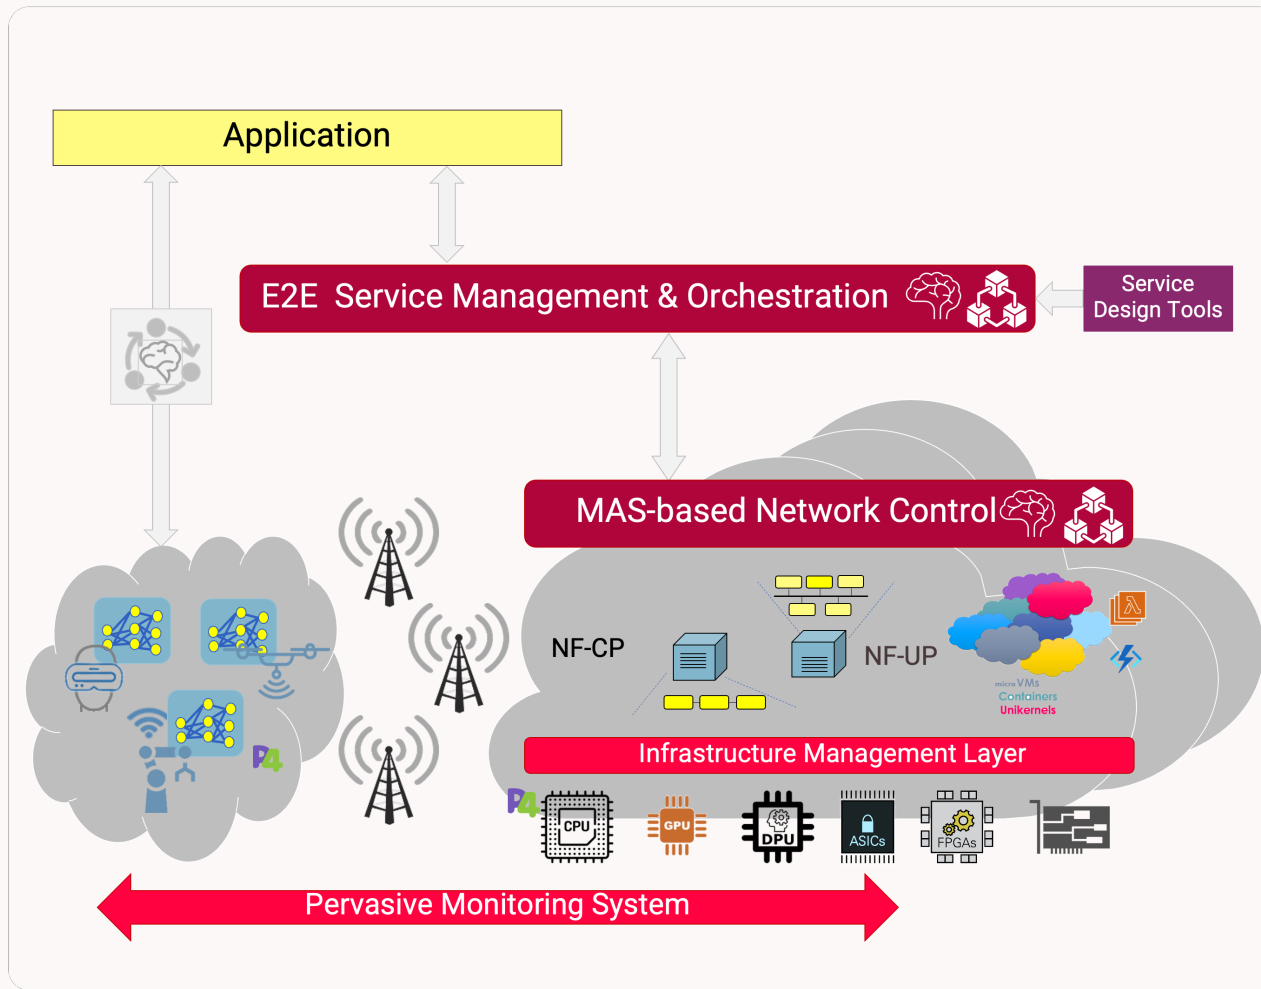 Application
E2E Service Management & Orchestration
Service
Design Tools
MAS-based Network Control
NF-CP
NF-UP
λ
micro VMs
Containers
Unikernels
P4
Infrastructure Management Layer
P4
CPU
GPU
DPU
ASICs
FPGAs
Pervasive Monitoring System